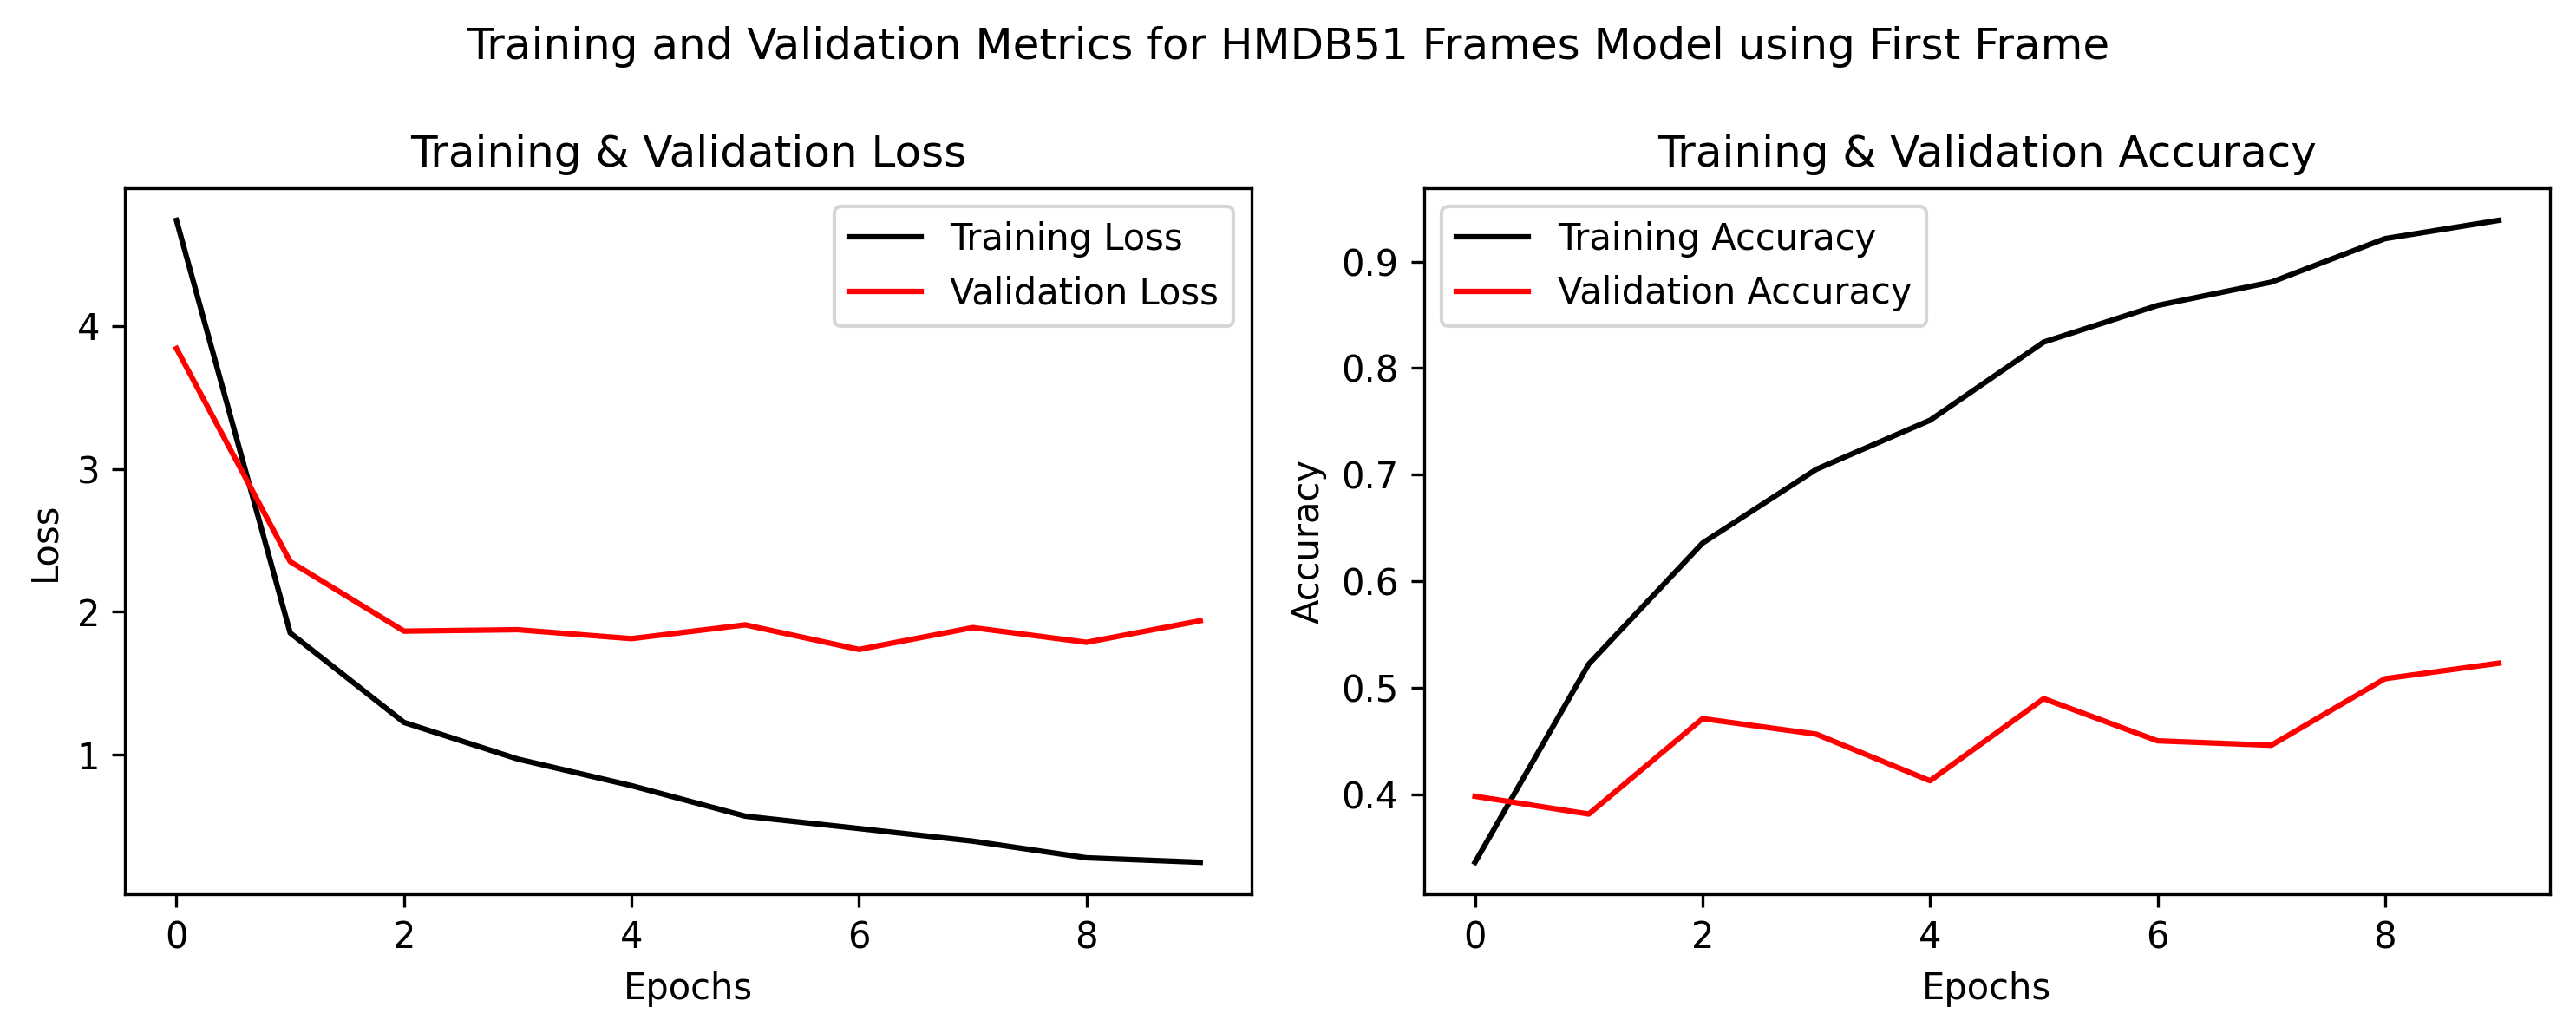 Training and Validation Metrics for HMDB51 Frames Model using First Frame
Training & Validation Loss
Training Loss
Validation Loss
4
3
2
1
Loss
0 2 4 6 8
Epochs
Training & Validation Accuracy
Training Accuracy
Validation Accuracy
0.9
0.8
0.7
0.6
0.5
0.4
Accuracy
0 2 4 6 8
Epochs